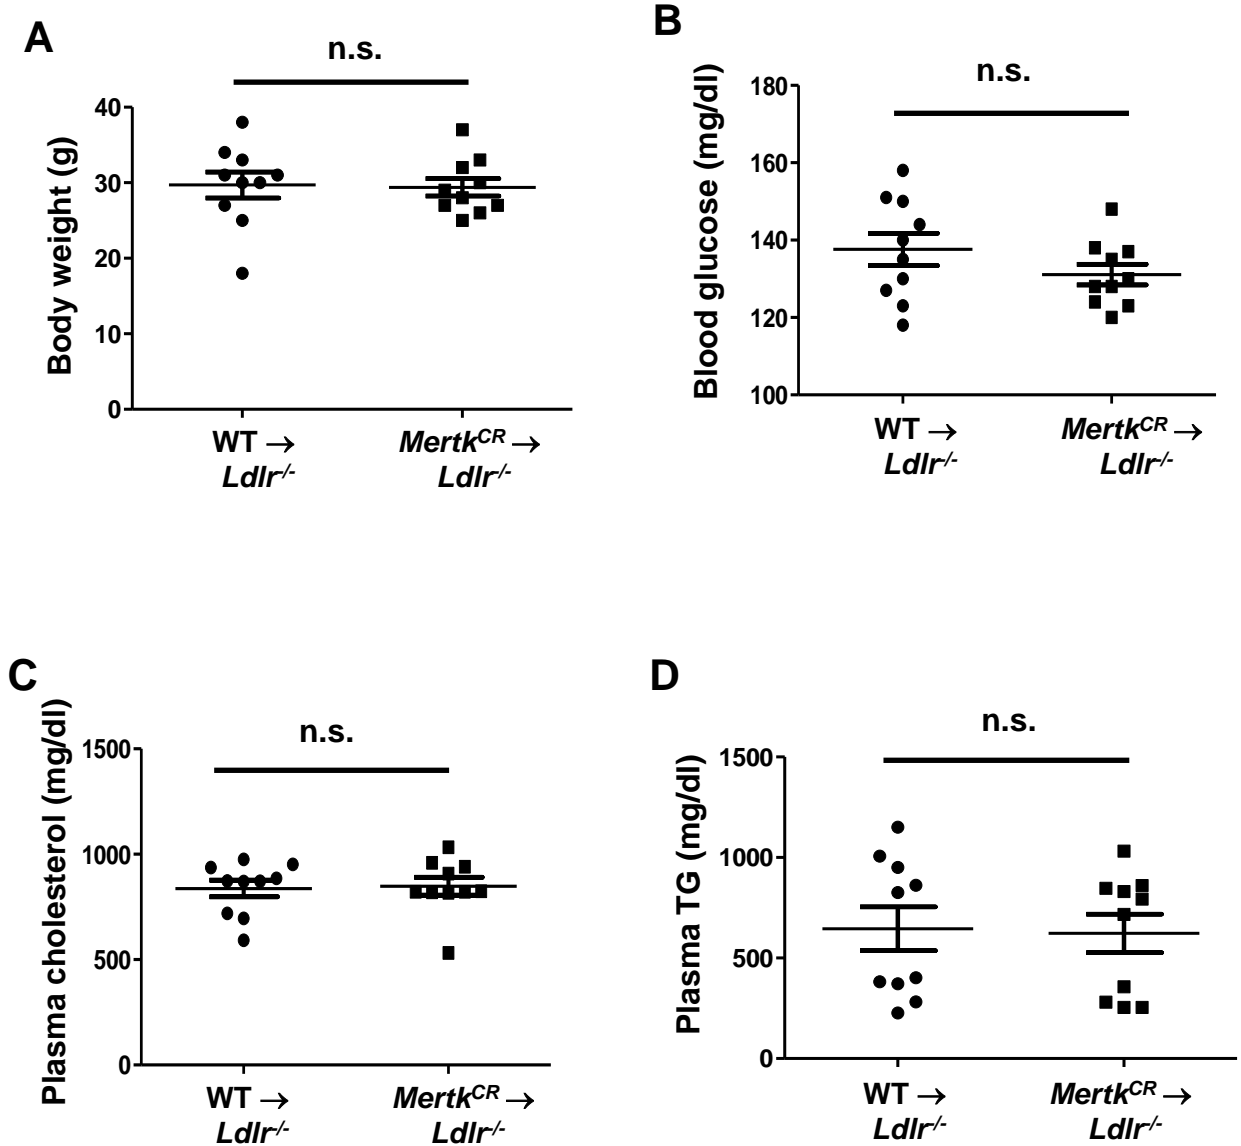 A
n.s.
Body weight (g)
40
30
20
10
0
WT →
Ldlr-/-
MertkCR →
Ldlr-/-
B
n.s.
Blood glucose (mg/dl)
180
160
140
120
100
WT →
Ldlr-/-
MertkCR →
Ldlr-/-
C
n.s.
Plasma cholesterol (mg/dl)
1500
1000
500
0
WT →
Ldlr-/-
MertkCR →
Ldlr-/-
D
n.s.
Plasma TG (mg/dl)
1500
1000
500
0
WT →
Ldlr-/-
MertkCR →
Ldlr-/-